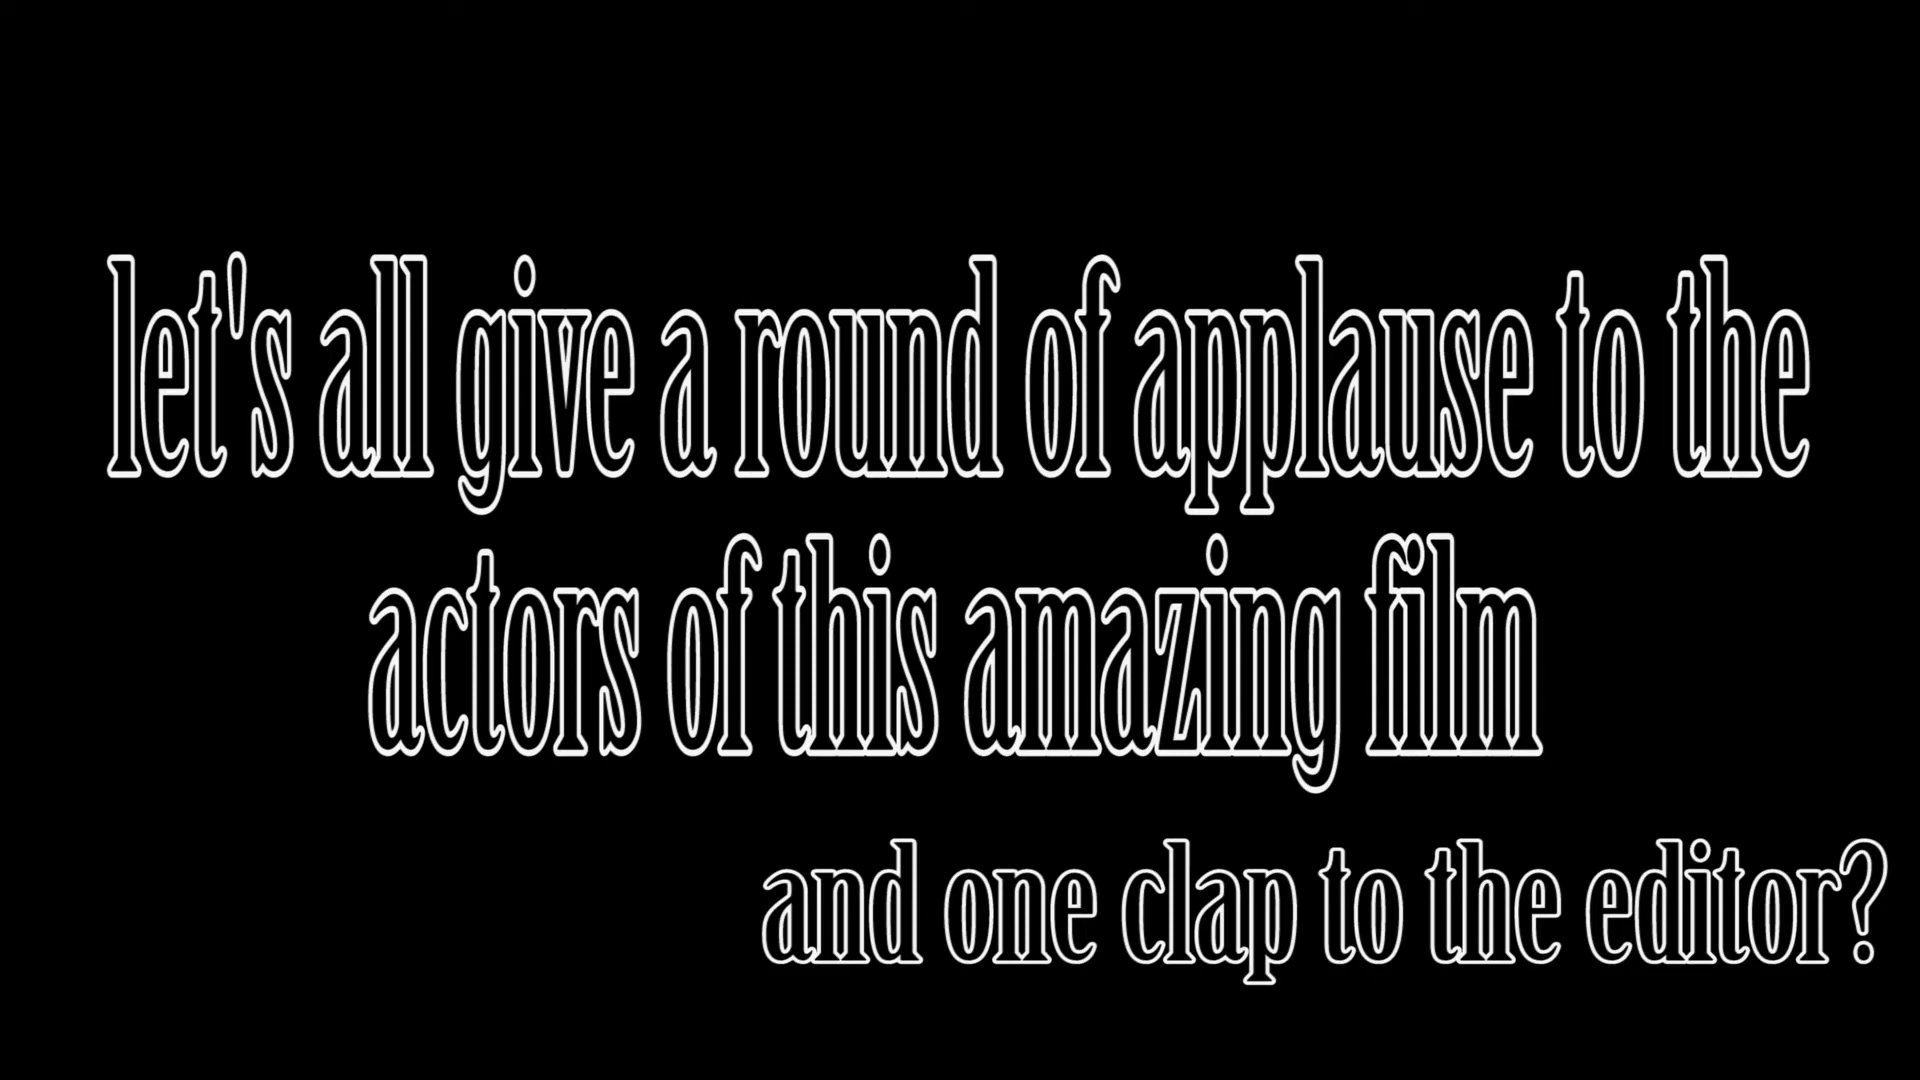 let's all give a round of applause to the
actors of this amazing film
and one clap to the editor?